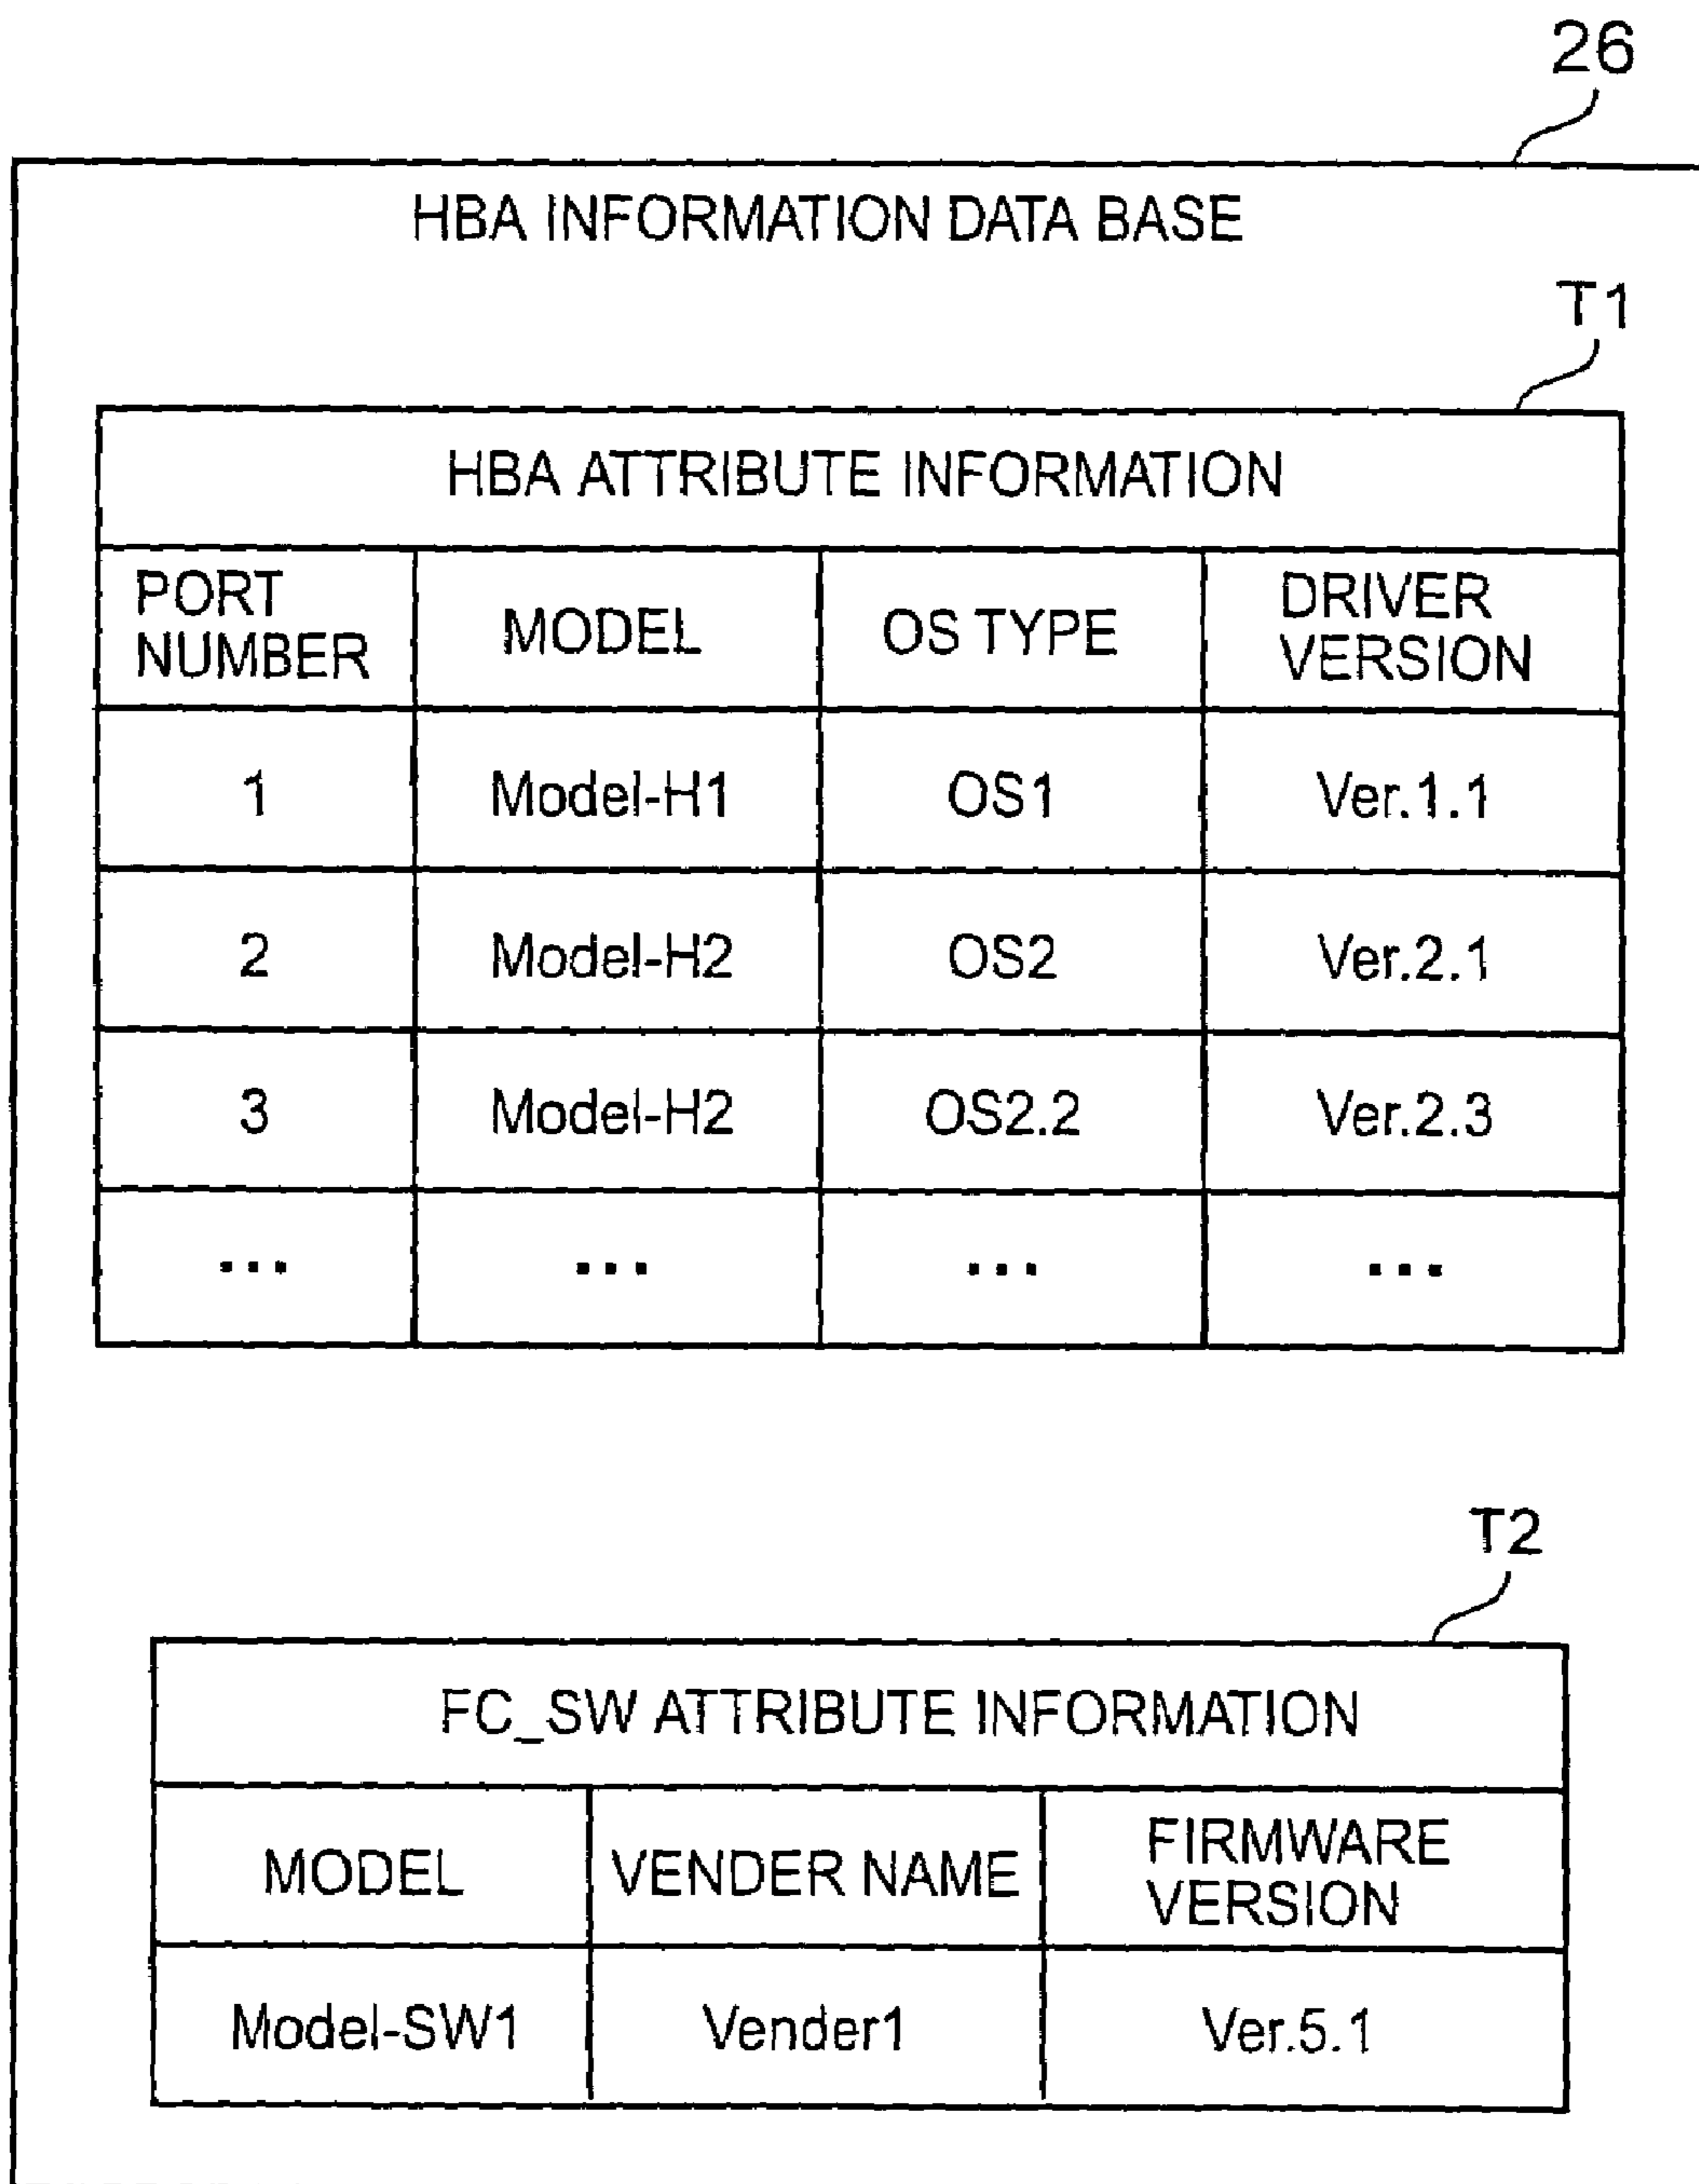 26
HBA INFORMATION DATA BASE
T1
HBA ATTRIBUTE INFORMATION
PORT NUMBER MODEL OS TYPE DRIVER VERSION
1 Model-H1 OS1 Ver.1.1
2 Model-H2 OS2 Ver.2.1
3 Model-H2 OS2.2 Ver.2.3
... ... ... ...
T2
FC_SW ATTRIBUTE INFORMATION
MODEL VENDER NAME FIRMWARE VERSION
Model-SW1 Vender1 Ver.5.1